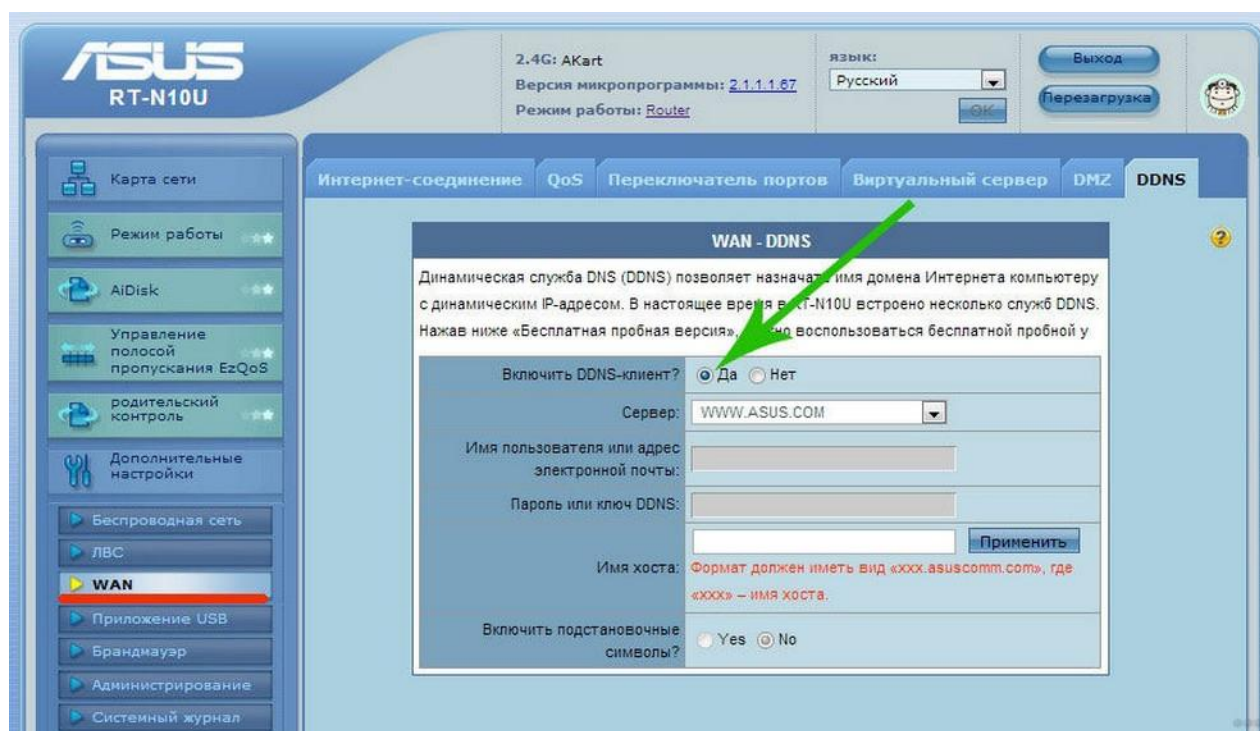 ASUS
RT-N10U
2.4G: AKart
Версия микропрограммы: 2.1.1.1.67
Режим работы: Router
язык:
Русский
OK
Выход
Перезагрузка
Карта сети
Режим работы
AiDisk
Управление
полосой
пропускания EzQoS
родительский
контроль
Дополнительные
настройки
Беспроводная сеть
ЛВС
WAN
Приложение USB
Брандмауэр
Администрирование
Системный журнал
Интернет-соединение QoS Переключатель портов Виртуальный сервер DMZ DDNS
WAN - DDNS
Динамическая служба DNS (DDNS) позволяет назначать имя домена Интернета компьютеру
с динамическим IP-адресом. В настоящее время в RT-N10U встроено несколько служб DDNS.
Нажав ниже «Бесплатная пробная версия», воспользоваться бесплатной пробной у
Включить DDNS-клиент? Да Нет
Сервер: WWW.ASUS.COM
Имя пользователя или адрес
электронной почты:
Пароль или ключ DDNS:
Применить
Имя хоста: Формат должен иметь вид «xxx.asuscomm.com», где
«xxx» – имя хоста.
Включить подстановочные
символы? Yes No